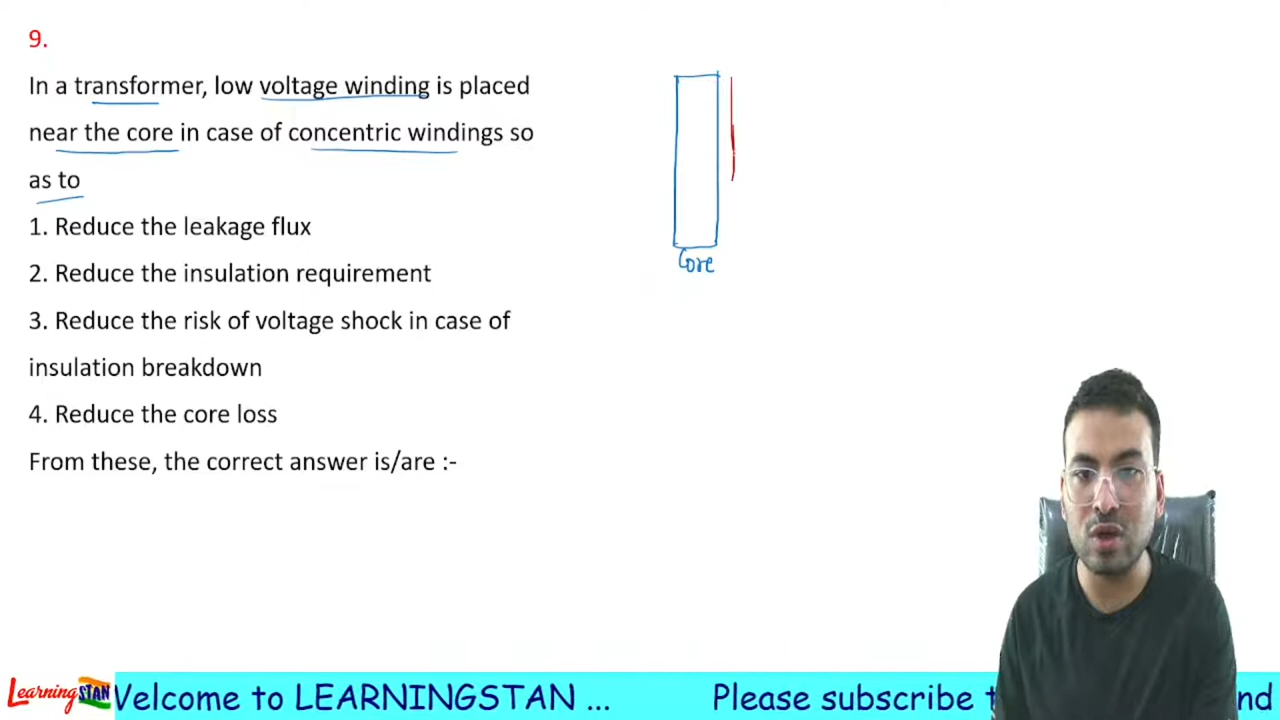 9.
In a transformer, low voltage winding is placed
near the core in case of concentric windings so
as to
1. Reduce the leakage flux
2. Reduce the insulation requirement
3. Reduce the risk of voltage shock in case of
insulation breakdown
4. Reduce the core loss
From these, the correct answer is/are :-
Core
LearningSTAN
Velcome to LEARNINGSTAN ... Please subscribe